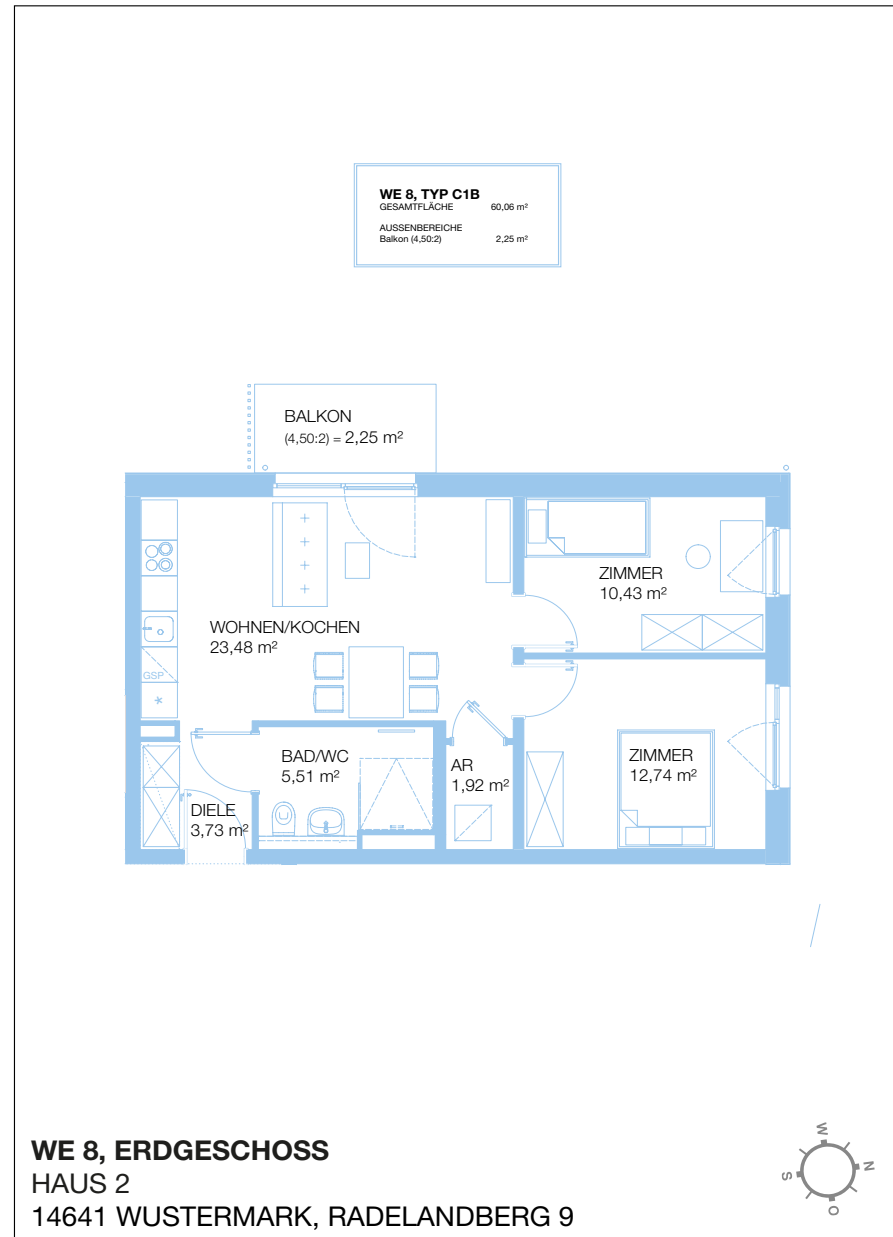 WE 8, TYP C1B
GESAMTFLÄCHE 60,06 m²
AUSSENBEREICHE
Balkon (4,50:2) 2,25 m²
BALKON
(4,50:2) = 2,25 m²
ZIMMER
10,43 m²
WOHNEN/KOCHEN
23,48 m²
GSP
*
BAD/WC
5,51 m²
AR
1,92 m²
ZIMMER
12,74 m²
DIELE
3,73 m²
WE 8, ERDGESCHOSS
HAUS 2
14641 WUSTERMARK, RADELANDBERG 9
W
N
S
O